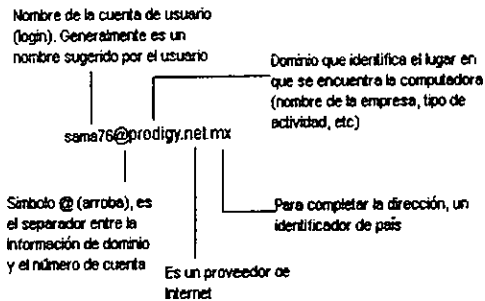 Nombre de la cuenta de usuario
(login). Generalmente es un
nombre sugerido por el usuario
Dominio que identifica el lugar en
que se encuentra la computadora
(nombre de la empresa, tipo de
actividad, etc)
sama76@prodigy.net.mx
Simbolo @ (arroba), es
el separador entre la
información de dominio
y el número de cuenta
Para completar la dirección, un
identificador de país
Es un proveedor de
Internet